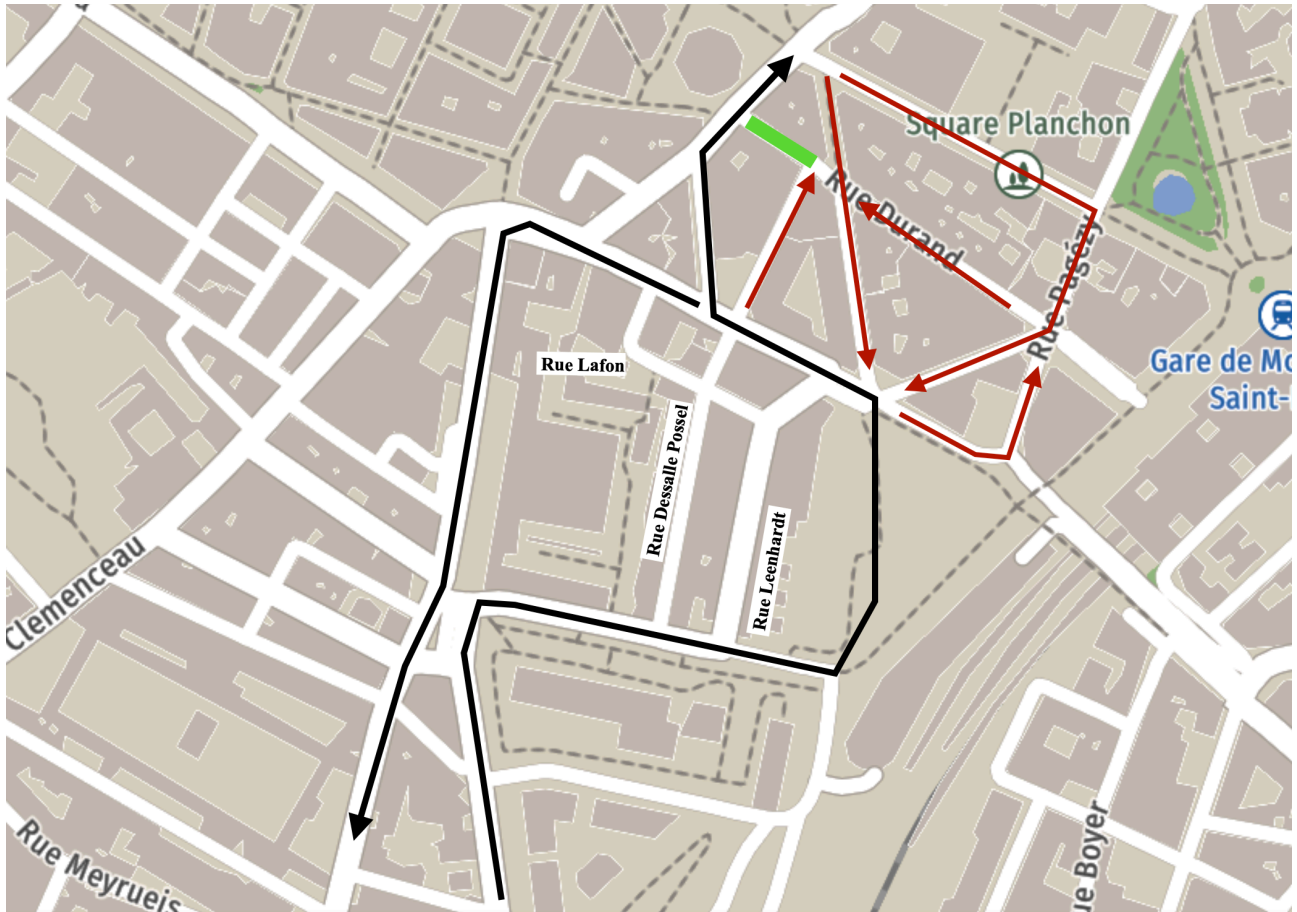 Square Planchon
Rue Durand
Rue Pagézy
Gare de Mo
Saint-
Rue Lafon
Rue Dessalle Possel
Rue Leenhardt
Clemenceau
Rue Meyrueis
ue Boyer